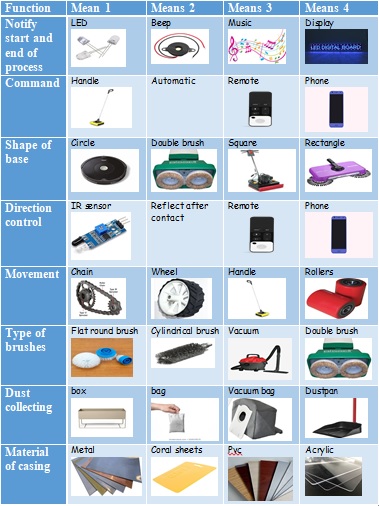 Function Mean 1 Means 2 Means 3 Means 4
Notify start and end of process LED Beep Music Display
LED DIGITAL BOARD
Command Handle Automatic Remote Phone
Shape of base Circle Double brush Square Rectangle
Direction control IR sensor Reflect after contact Remote Phone
Movement Chain Wheel Handle Rollers
Type of brushes Flat round brush Cylindrical brush Vacuum Double brush
Dust collecting box bag Vacuum bag Dustpan
Material of casing Metal Coral sheets Pvc Acrylic